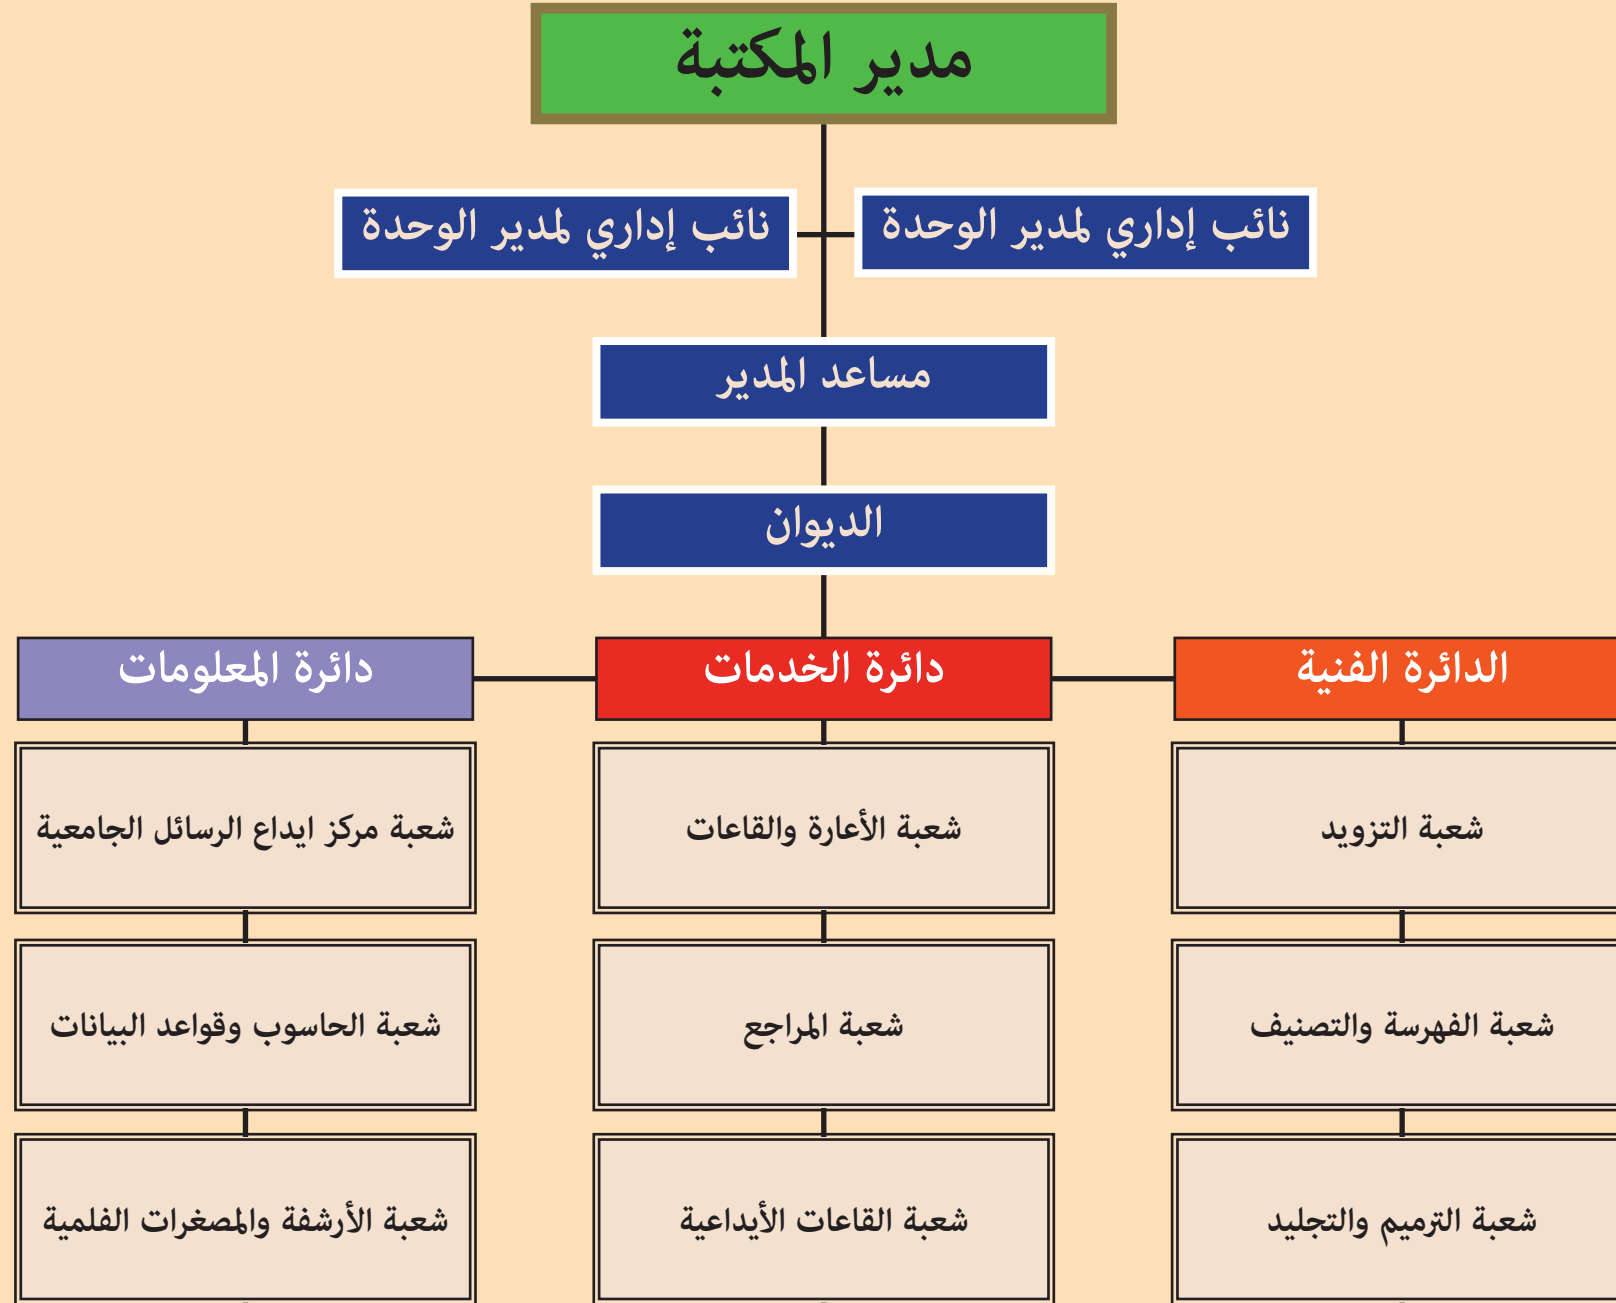 مدير المكتبة
نائب إداري لمدير الوحدة
نائب إداري لمدير الوحدة
مساعد المدير
الديوان
الدائرة الفنية
دائرة الخدمات
دائرة المعلومات
شعبة التزويد
شعبة الأعارة والقاعات
شعبة مركز ايداع الرسائل الجامعية
شعبة الفهرسة والتصنيف
شعبة المراجع
شعبة الحاسوب وقواعد البيانات
شعبة الترميم والتجليد
شعبة القاعات الأيداعية
شعبة الأرشفة والمصغرات الفلمية